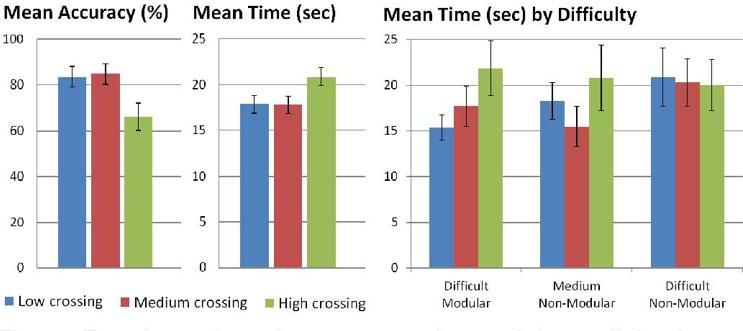 Mean Accuracy (%)
Mean Time (sec)
Mean Time (sec) by Difficulty
100
80
60
40
20
0
25
20
15
10
5
0
25
20
15
10
5
0
Difficult
Modular
Medium
Non-Modular
Difficult
Non-Modular
Low crossing
Medium crossing
High crossing